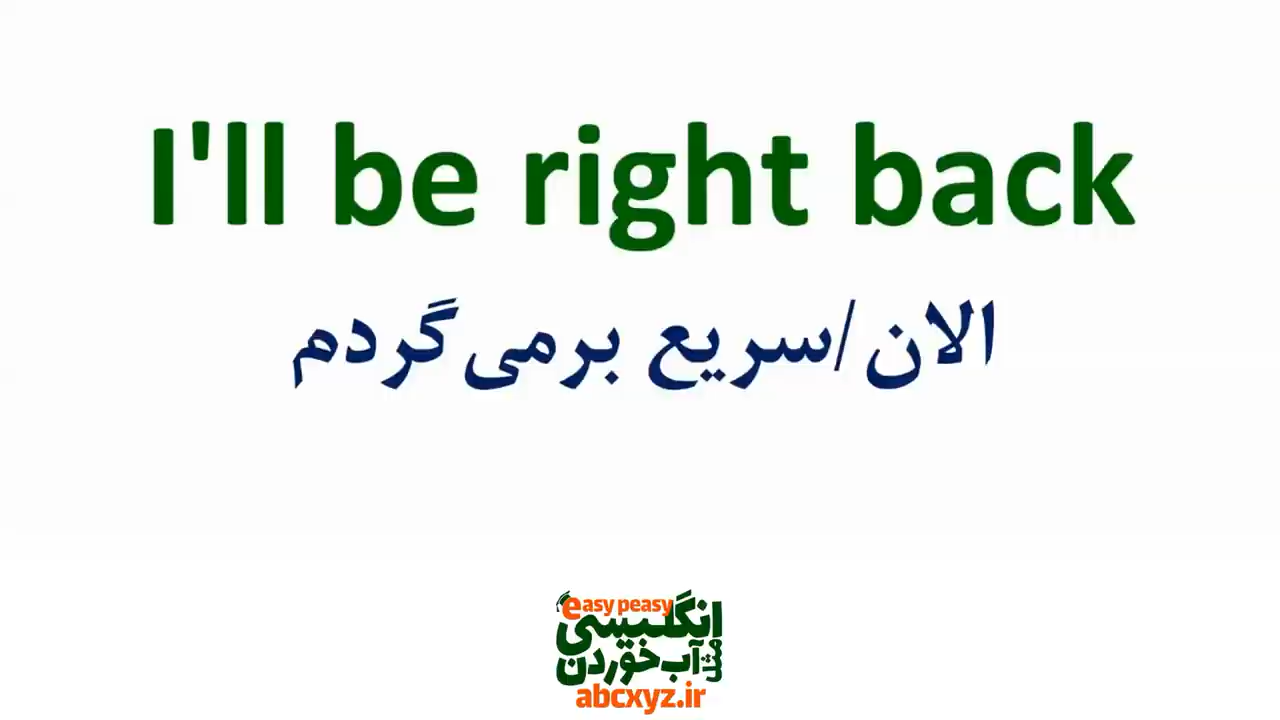 I'll be right back
الان/سریع برمی‌گردم
easy peasy
انگلیسی
مثل آب خوردن
abcxyz.ir